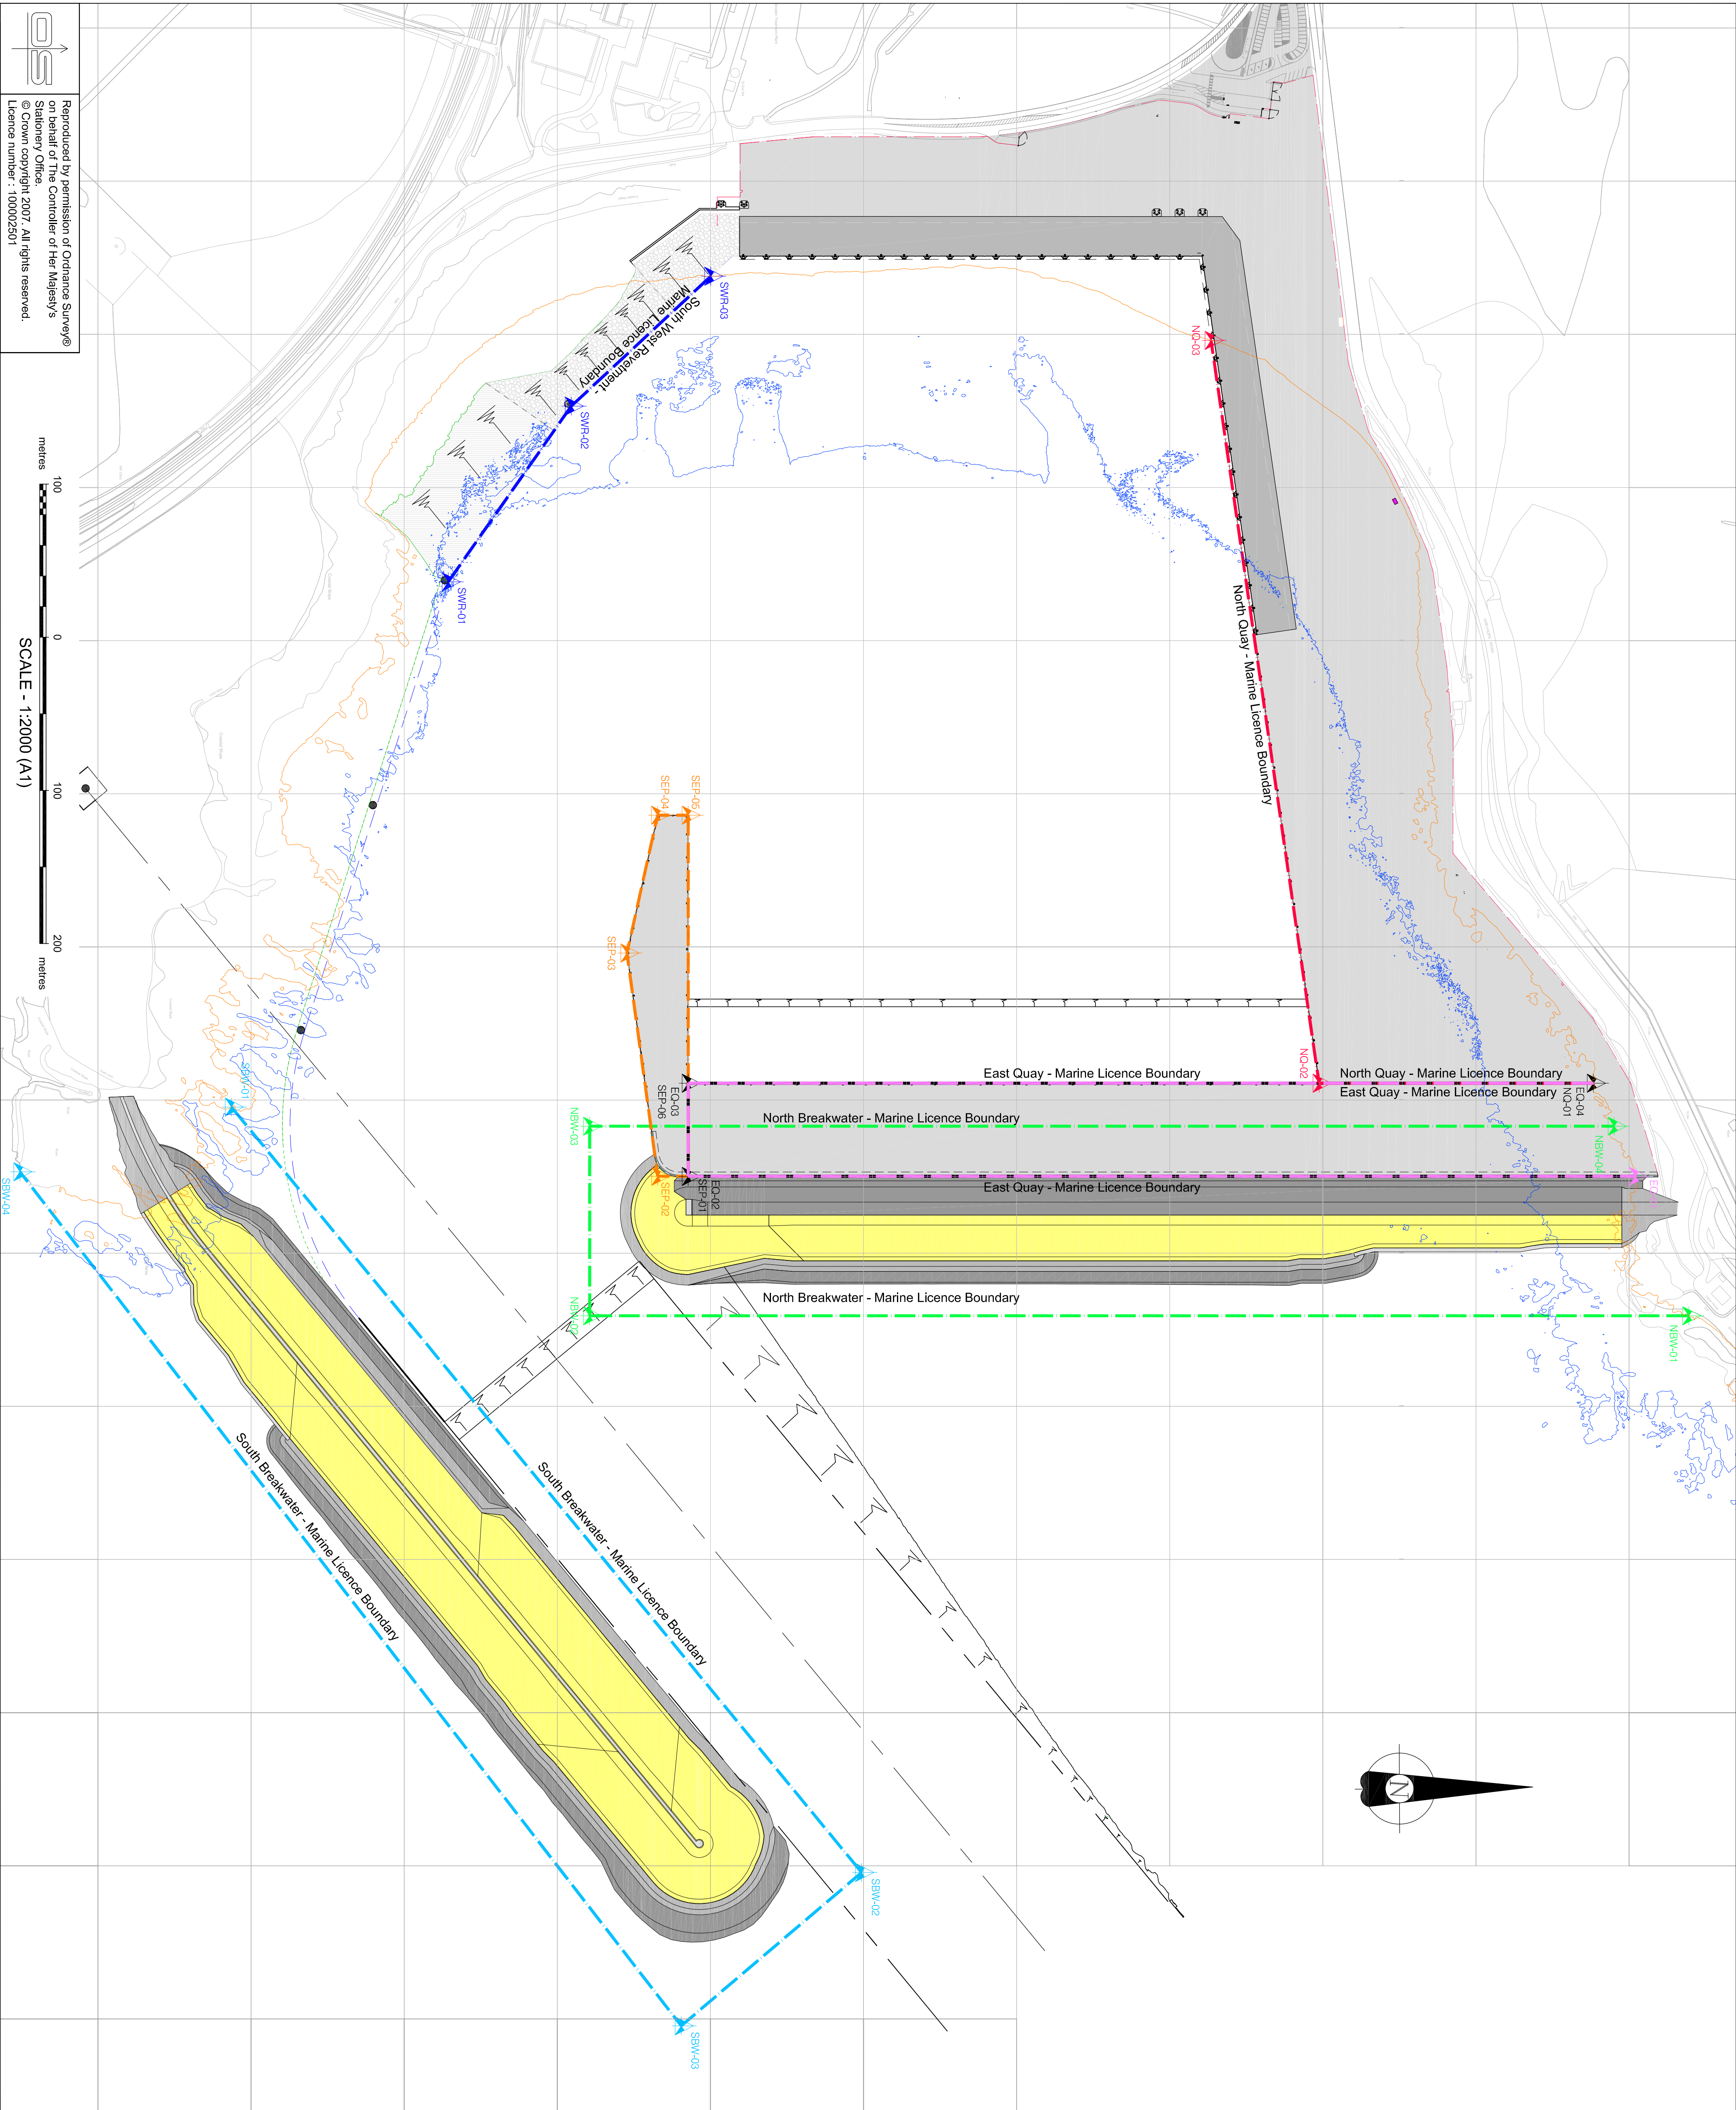 SWR-03
South West Revetment -
Marine Licence Boundary
SWR-02
SWR-01
NQ-03
North Quay - Marine Licence Boundary
SEP-05
SEP-04
SEP-03
East Quay - Marine Licence Boundary
NQ-02
North Quay - Marine Licence Boundary
East Quay - Marine Licence Boundary
EQ-04
NQ-01
EQ-03
SEP-06
North Breakwater - Marine Licence Boundary
NBW-03
NBW-04
SEP-02
EQ-02
SEP-01
East Quay - Marine Licence Boundary
North Breakwater - Marine Licence Boundary
NBW-01
SBW-01
SBW-04
South Breakwater - Marine Licence Boundary
South Breakwater - Marine Licence Boundary
SBW-02
SBW-03
N
metres 100 0 100 200 metres
SCALE - 1:2000 (A1)
OS
Reproduced by permission of Ordnance Survey®
on behalf of The Controller of Her Majesty's
Stationery Office.
© Crown copyright 2007. All rights reserved.
Licence number : 100002501